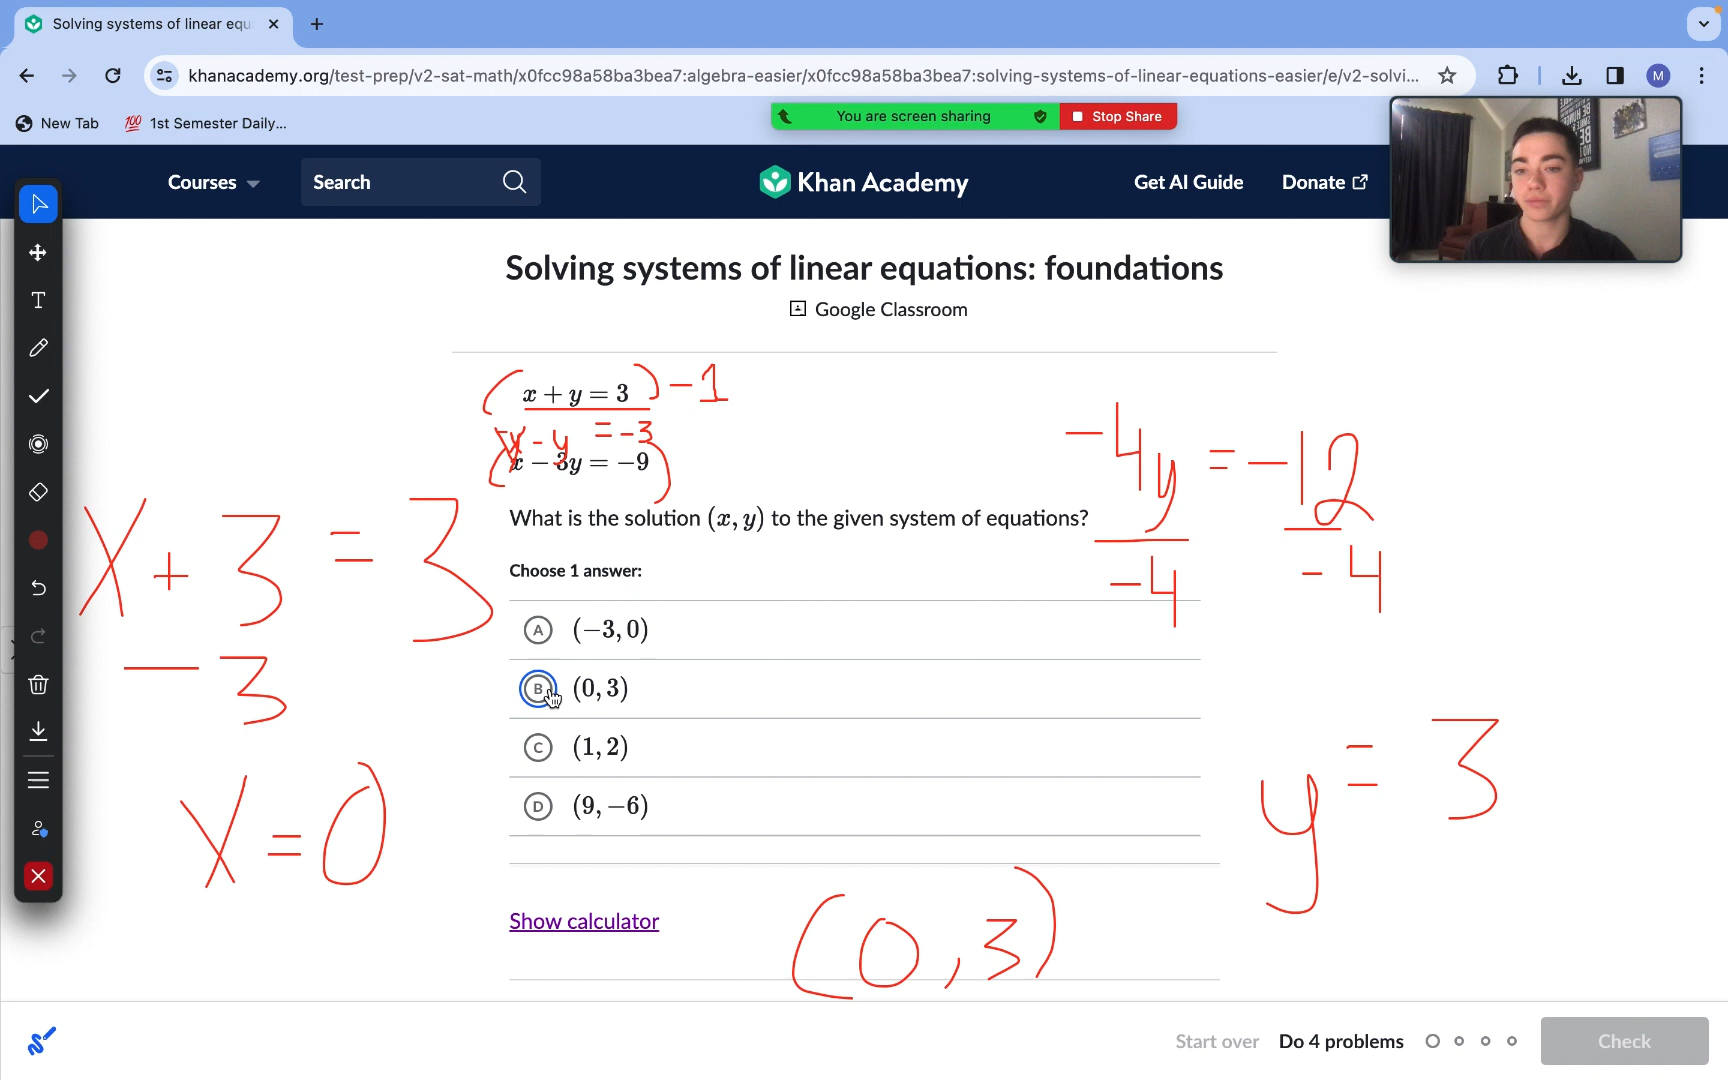 Solving systems of linear equ
khanacademy.org/test-prep/v2-sat-math/x0fcc98a58ba3bea7:algebra-easier/x0fcc98a58ba3bea7:solving-systems-of-linear-equations-easier/e/v2-solvi...
M
New Tab
💯 1st Semester Daily...
You are screen sharing
Stop Share
Courses
Search
Khan Academy
Get AI Guide
Donate
Solving systems of linear equations: foundations
Google Classroom
(x + y = 3) -1
-x - y = -3
(x − 3y = −9)
-4y = -12
-4 -4
y = 3
What is the solution (x, y) to the given system of equations?
x + 3 = 3
- 3
x = 0
Choose 1 answer:
A (−3, 0)
B (0, 3)
C (1, 2)
D (9, −6)
Show calculator
(0, 3)
Start over
Do 4 problems
Check